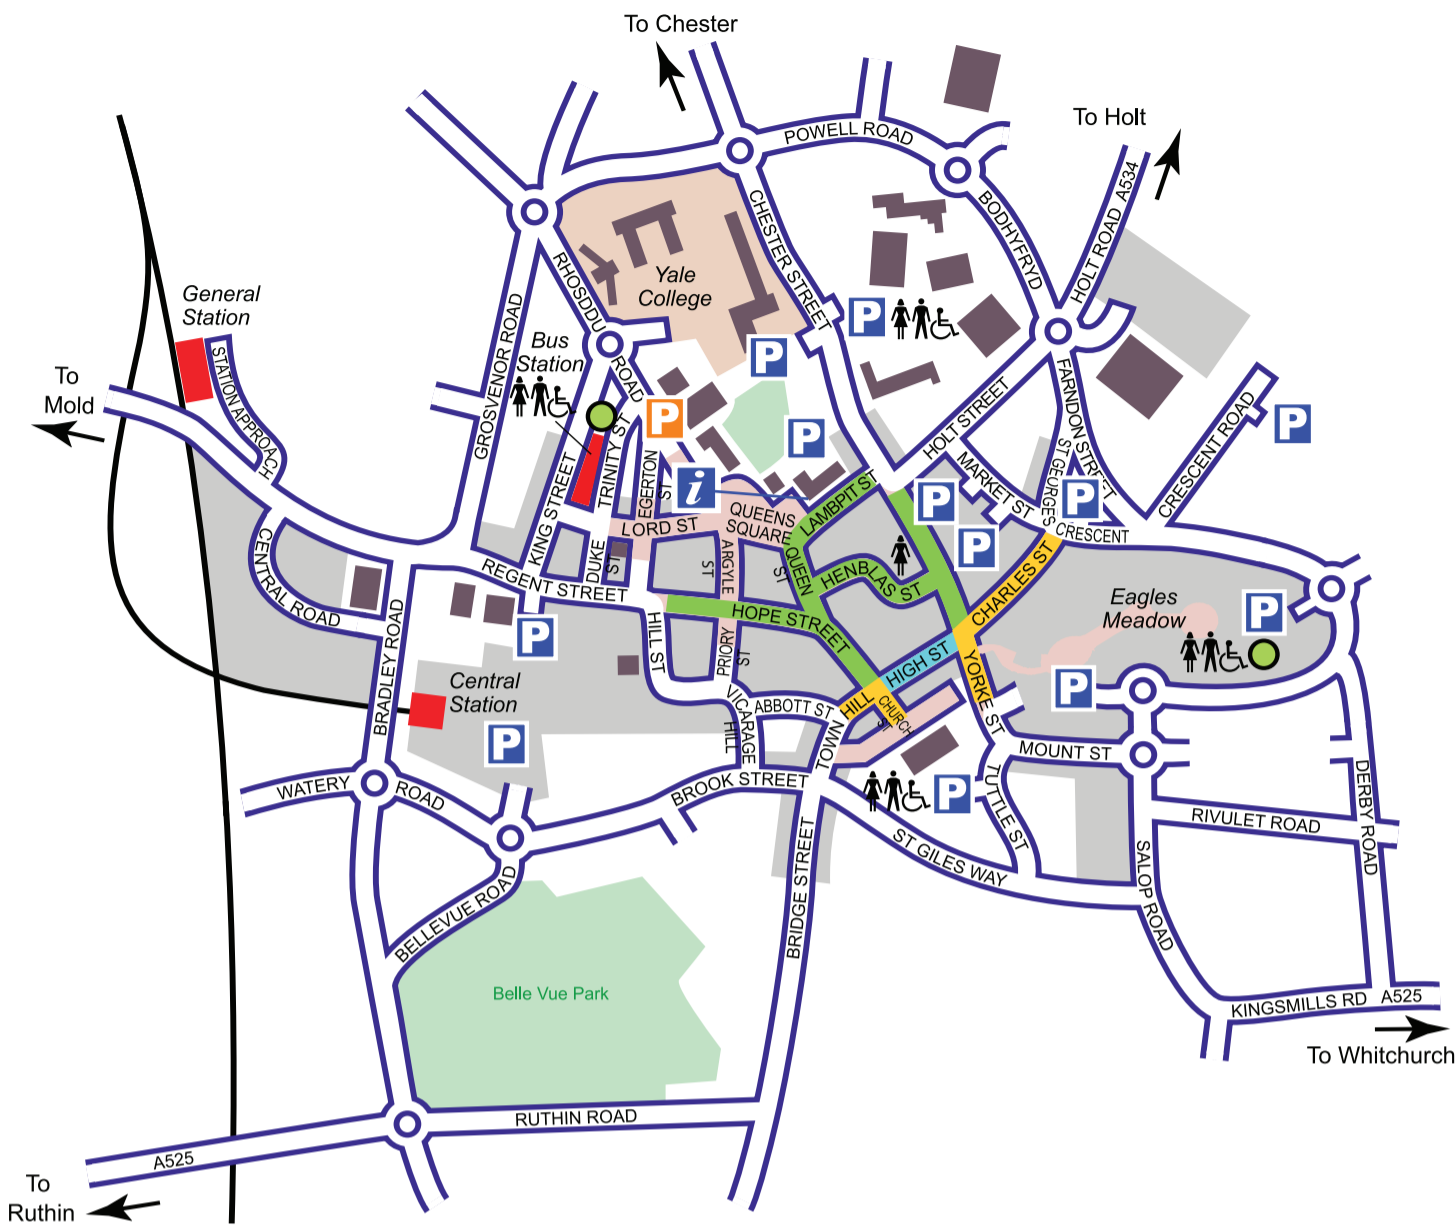 To Chester
POWELL ROAD
To Holt
HOLT ROAD A534
BODHYFRYD
CHESTER STREET
RHOSDDU
ROAD
Yale
College
General
Station
STATION APPROACH
To
Mold
GROSVENOR ROAD
Bus
Station
P
P
P
P
P
i
KING STREET
TRINITY ST
EGERTON
ST
LORD ST
DUKE
ST
QUEENS
SQUARE
LAMBPIT ST
HOLT STREET
MARKET ST
FARNDON STREET
ST GEORGES
CRESCENT
CRESCENT ROAD
P
P
P
ARGYLE
ST
QUEEN
ST
HENBLAS ST
CHARLES ST
REGENT STREET
CENTRAL ROAD
BRADLEY ROAD
P
HOPE STREET
HILL ST
PRIORY
ST
HIGH ST
YORKE ST
Eagles
Meadow
P
P
Central
Station
P
VICARAGE
HILL
ABBOTT ST
TOWN
HILL
CHURCH
ST
MOUNT ST
TUTTLE ST
P
WATERY
ROAD
BROOK STREET
ST GILES WAY
BRIDGE STREET
BELLEVUE ROAD
RIVULET ROAD
DERBY ROAD
SALOP ROAD
Belle Vue Park
KINGSMILLS RD A525
To Whitchurch
RUTHIN ROAD
A525
To
Ruthin